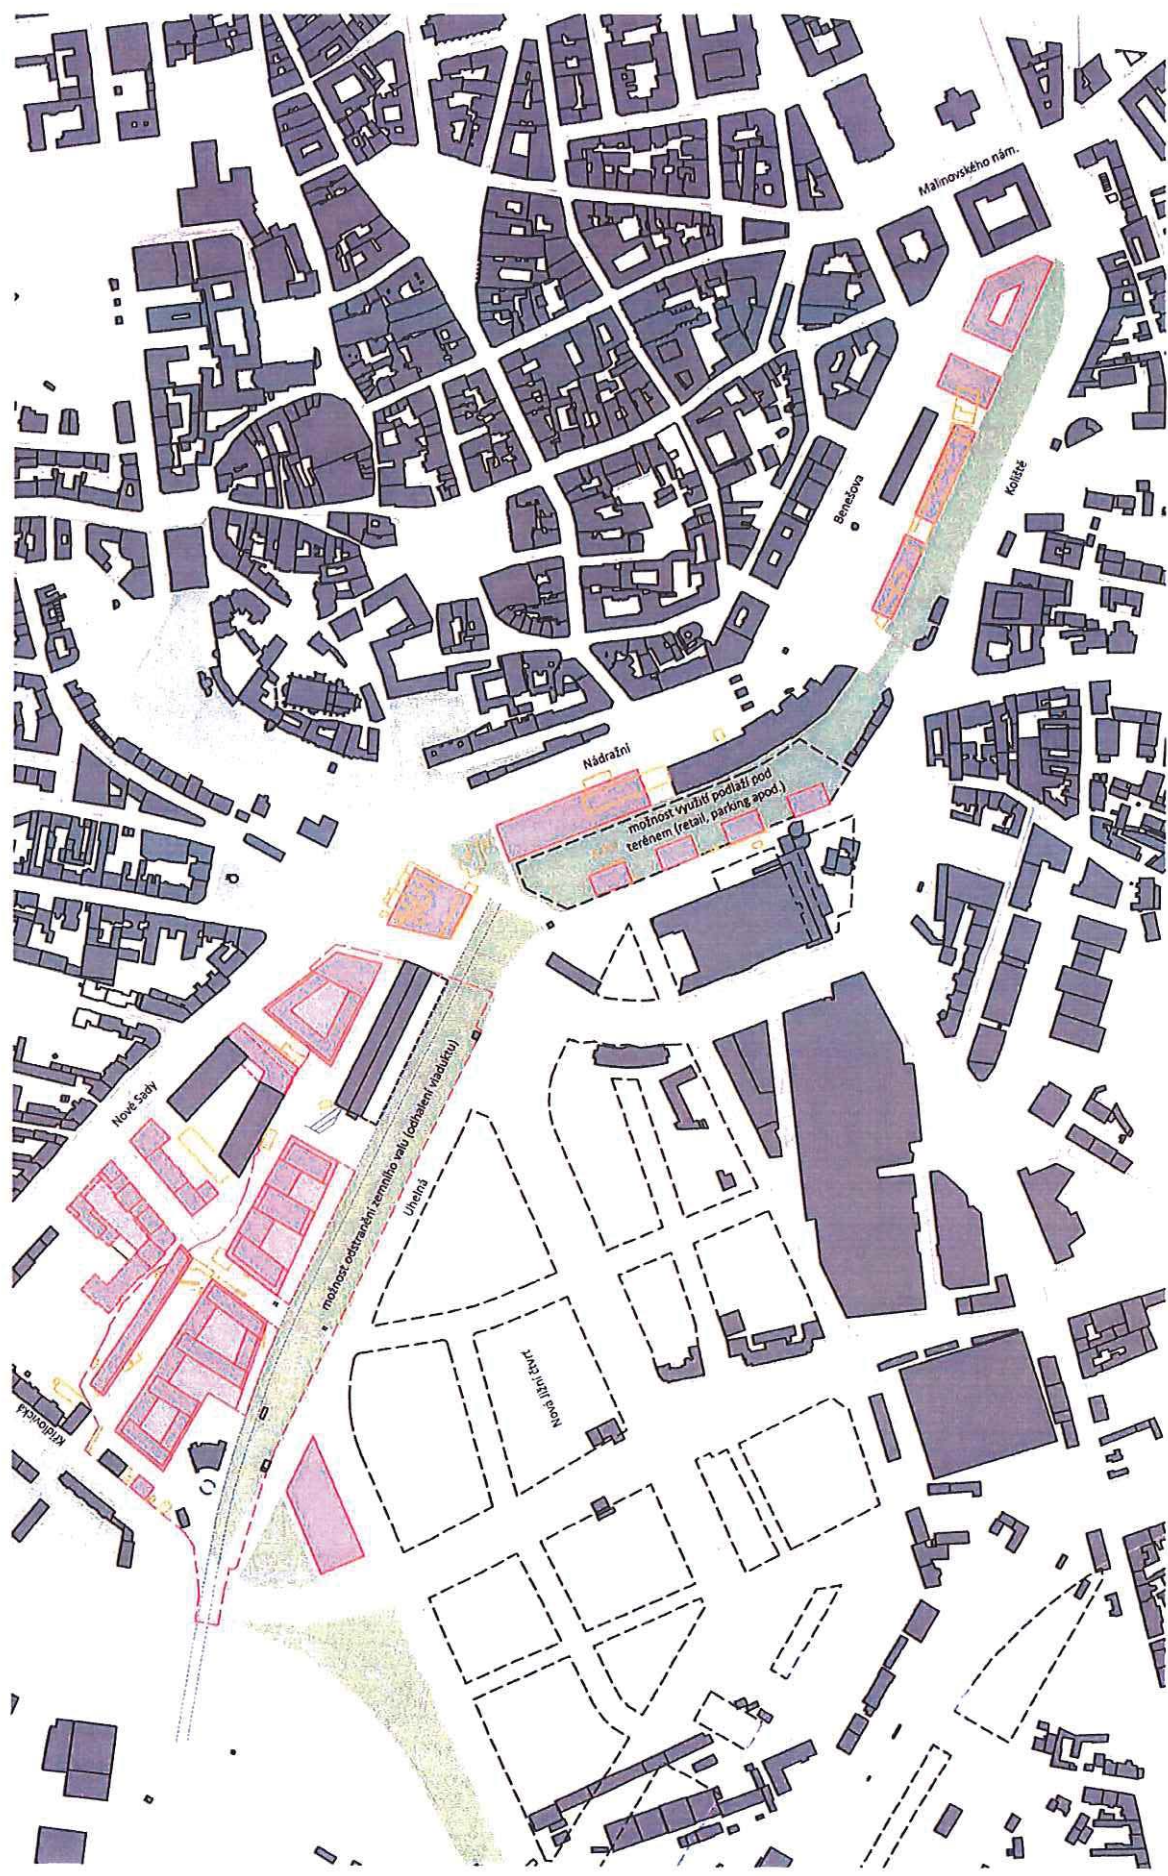 Malinovského nám.
Koliště
Benešova
Nádražní
možnost využití podlaží pod
terénem (retail, parking apod.)
Nové Sady
možnost odstranění zemního valu (odhalení viaduktu)
Uhelná
Nová Jižní čtvrť
Křídlovická